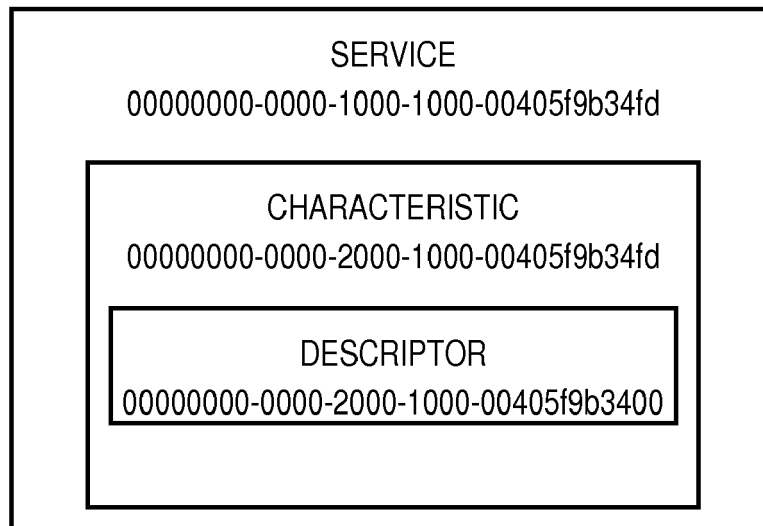 SERVICE
00000000-0000-1000-1000-00405f9b34fd
CHARACTERISTIC
00000000-0000-2000-1000-00405f9b34fd
DESCRIPTOR
00000000-0000-2000-1000-00405f9b3400